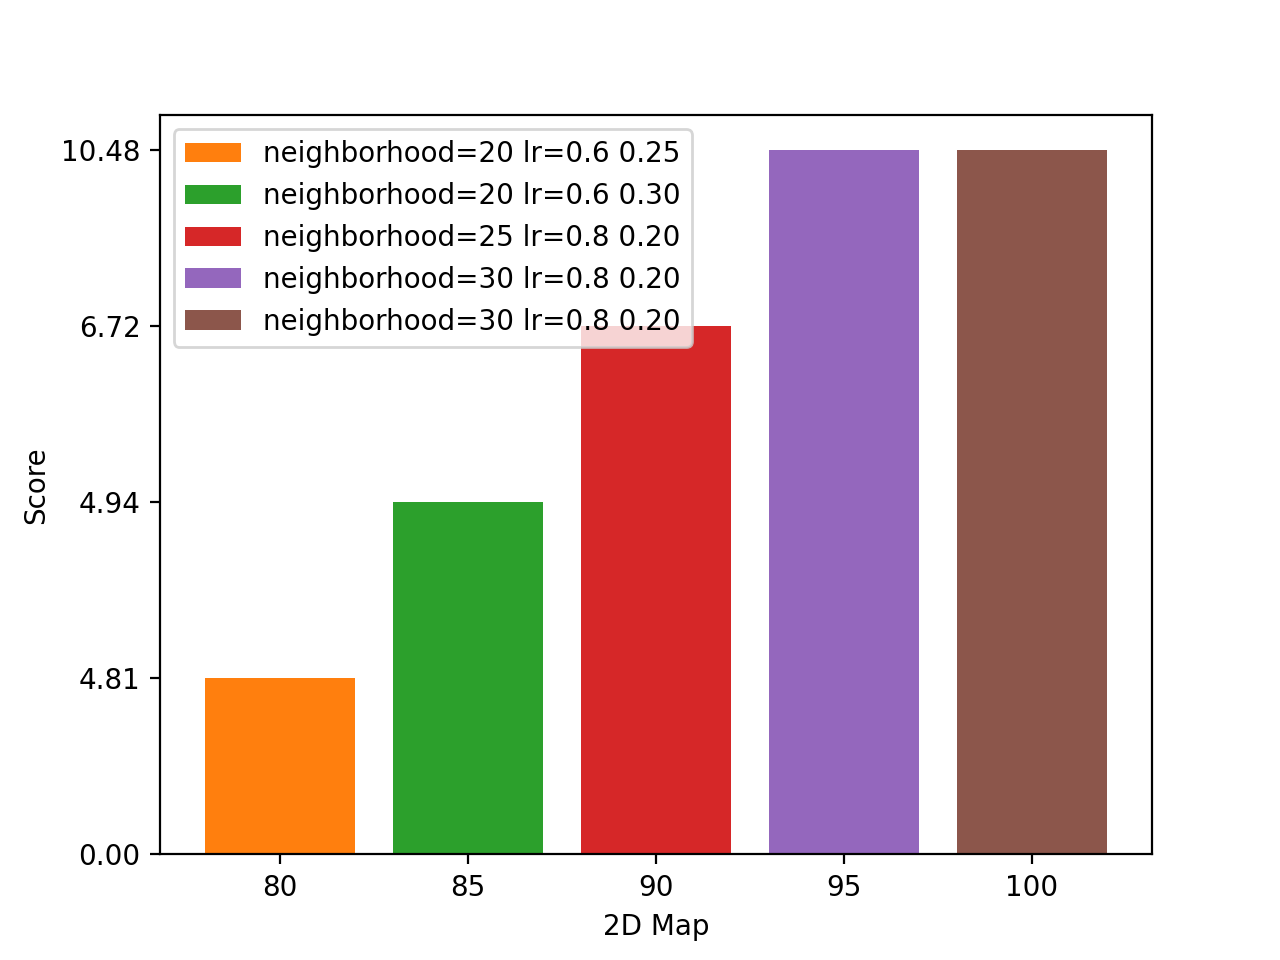 10.48
6.72
4.94
4.81
0.00
Score
neighborhood=20 lr=0.6 0.25
neighborhood=20 lr=0.6 0.30
neighborhood=25 lr=0.8 0.20
neighborhood=30 lr=0.8 0.20
neighborhood=30 lr=0.8 0.20
80 85 90 95 100
2D Map